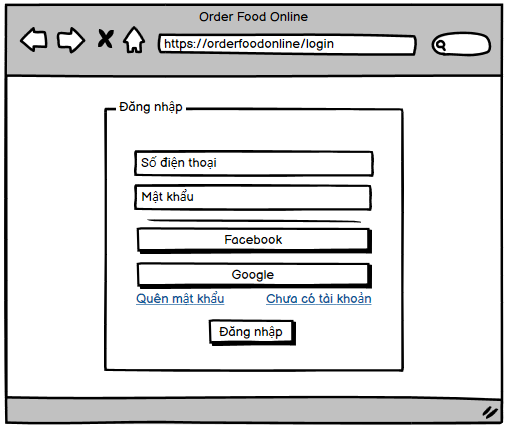 Order Food Online
https://orderfoodonline/login
Đăng nhập
Số điện thoại
Mật khẩu
Facebook
Google
Quên mật khẩu Chưa có tài khoản
Đăng nhập